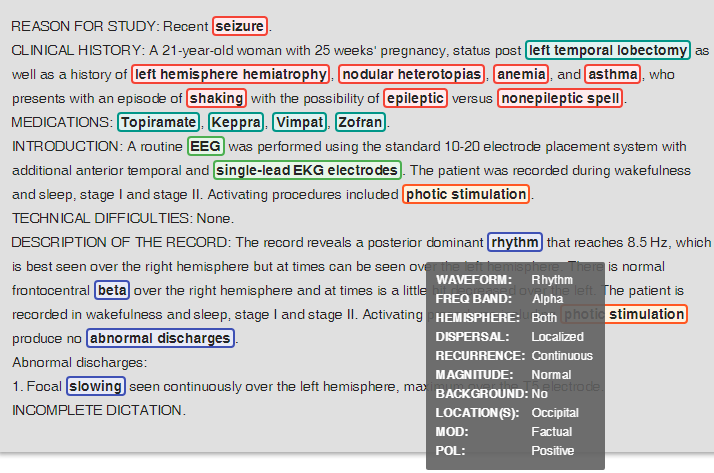 REASON FOR STUDY: Recent seizure.
CLINICAL HISTORY: A 21-year-old woman with 25 weeks' pregnancy, status post left temporal lobectomy as
well as a history of left hemisphere hemiatrophy, nodular heterotopias, anemia, and asthma, who
presents with an episode of shaking with the possibility of epileptic versus nonepileptic spell.
MEDICATIONS: Topiramate, Keppra, Vimpat, Zofran.
INTRODUCTION: A routine EEG was performed using the standard 10-20 electrode placement system with
additional anterior temporal and single-lead EKG electrodes. The patient was recorded during wakefulness
and sleep, stage I and stage II. Activating procedures included photic stimulation.
TECHNICAL DIFFICULTIES: None.
DESCRIPTION OF THE RECORD: The record reveals a posterior dominant rhythm that reaches 8.5 Hz, which
is best seen over the right hemisphere but at times can be seen over the left hemisphere. There is normal
frontocentral beta over the right hemisphere and at times is a little bit decreased over the left. The patient is
recorded in wakefulness and sleep, stage I and stage II. Activating photic stimulation
produce no abnormal discharges.
Abnormal discharges:
1. Focal slowing seen continuously over the left hemisphere, maximum over the T5 electrode.
INCOMPLETE DICTATION.
WAVEFORM: Rhythm
FREQ BAND: Alpha
HEMISPHERE: Both
DISPERSAL: Localized
RECURRENCE: Continuous
MAGNITUDE: Normal
BACKGROUND: No
LOCATION(S): Occipital
MOD: Factual
POL: Positive